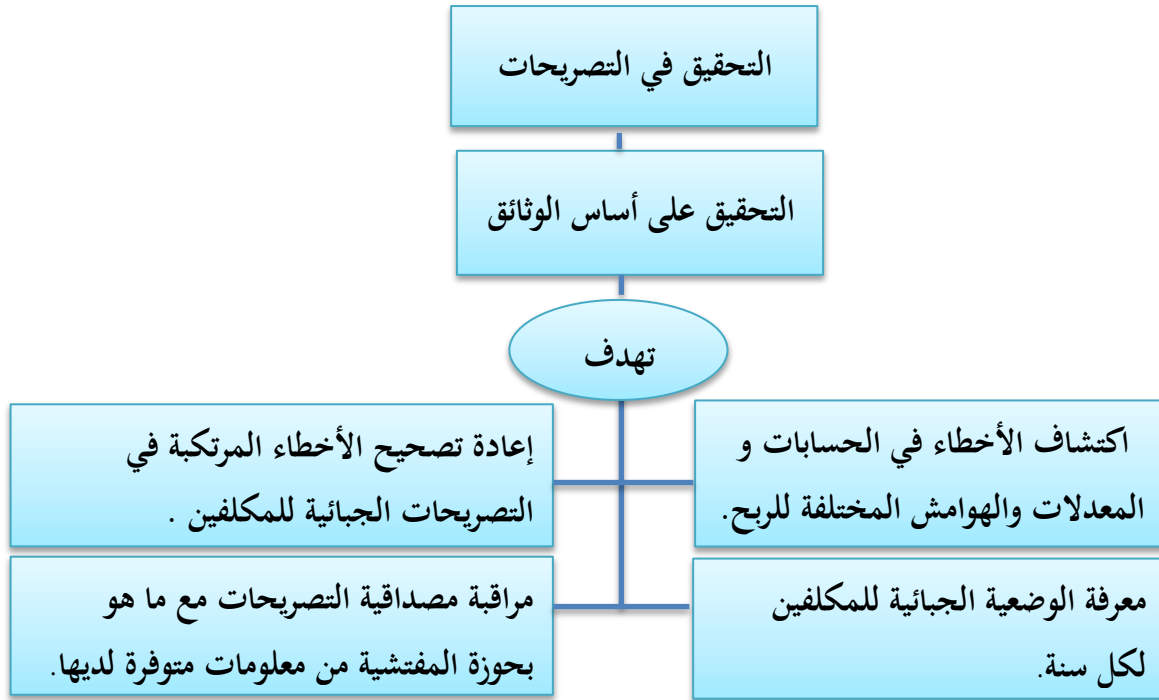 التحقيق في التصريحات
التحقيق على أساس الوثائق
تهدف
اكتشاف الأخطاء في الحسابات و
المعدلات والهوامش المختلفة للربح.
إعادة تصحيح الأخطاء المرتكبة في
التصريحات الجبائية للمكلفين .
معرفة الوضعية الجبائية للمكلفين
لكل سنة.
مراقبة مصداقية التصريحات مع ما هو
بحوزة المفتشية من معلومات متوفرة لديها.